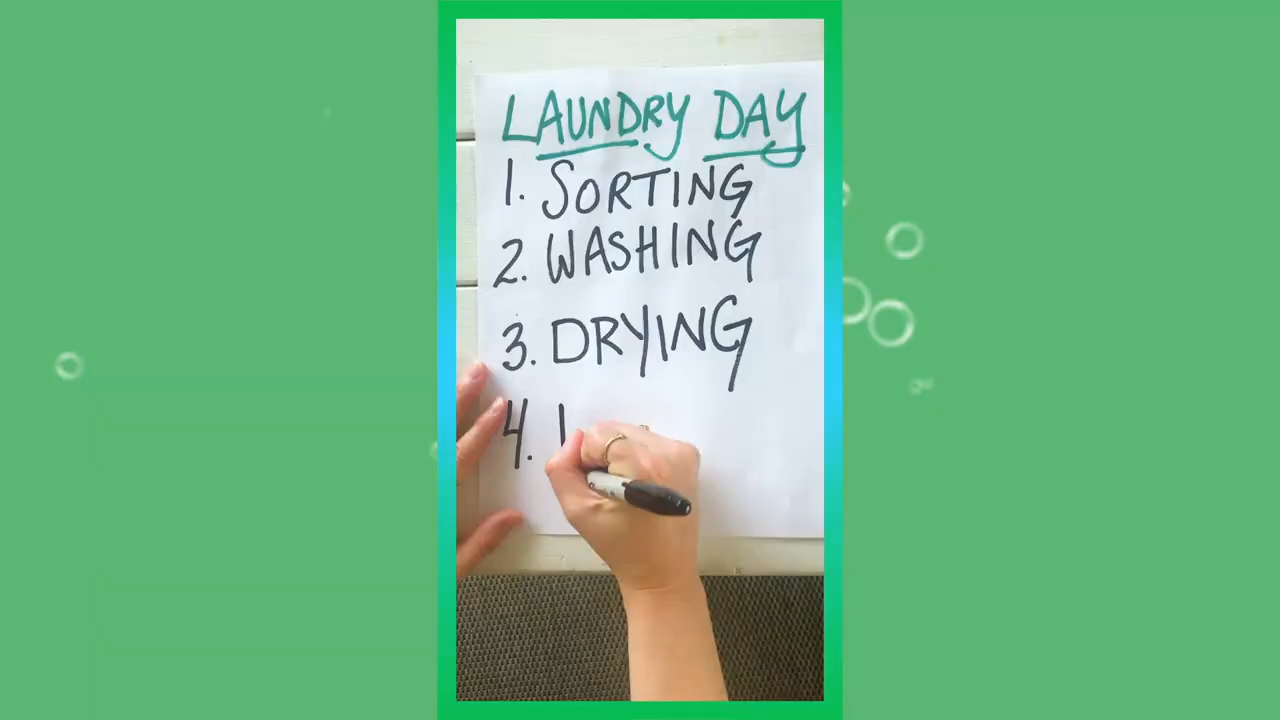 LAUNDRY DAY
1. SORTING
2. WASHING
3. DRYING
4.